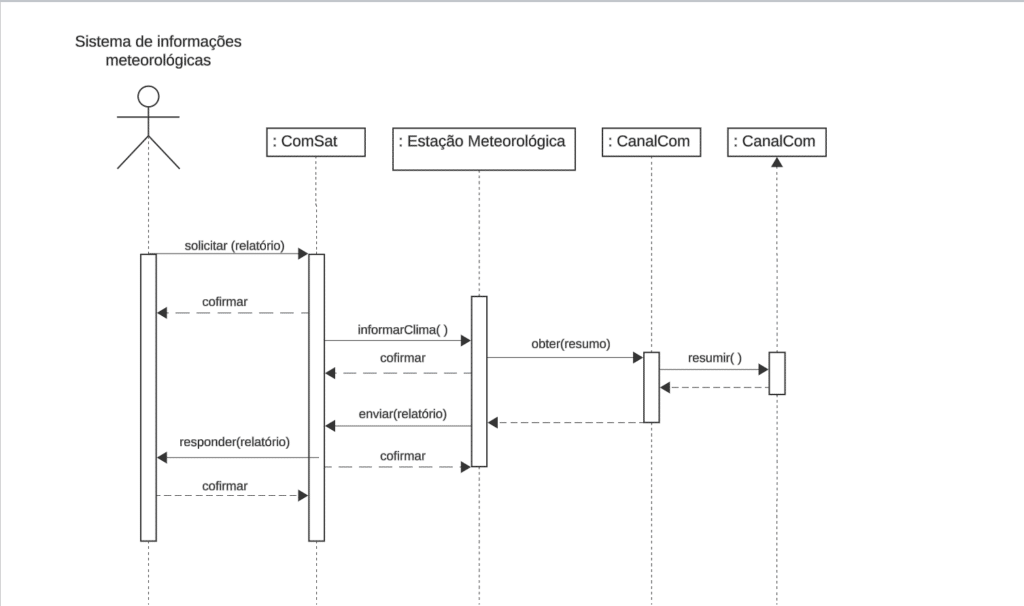 Sistema de informações
meteorológicas
: ComSat
: Estação Meteorológica
: CanalCom
: CanalCom
solicitar (relatório)
cofirmar
informarClima( )
obter(resumo)
cofirmar
resumir( )
enviar(relatório)
responder(relatório)
cofirmar
cofirmar